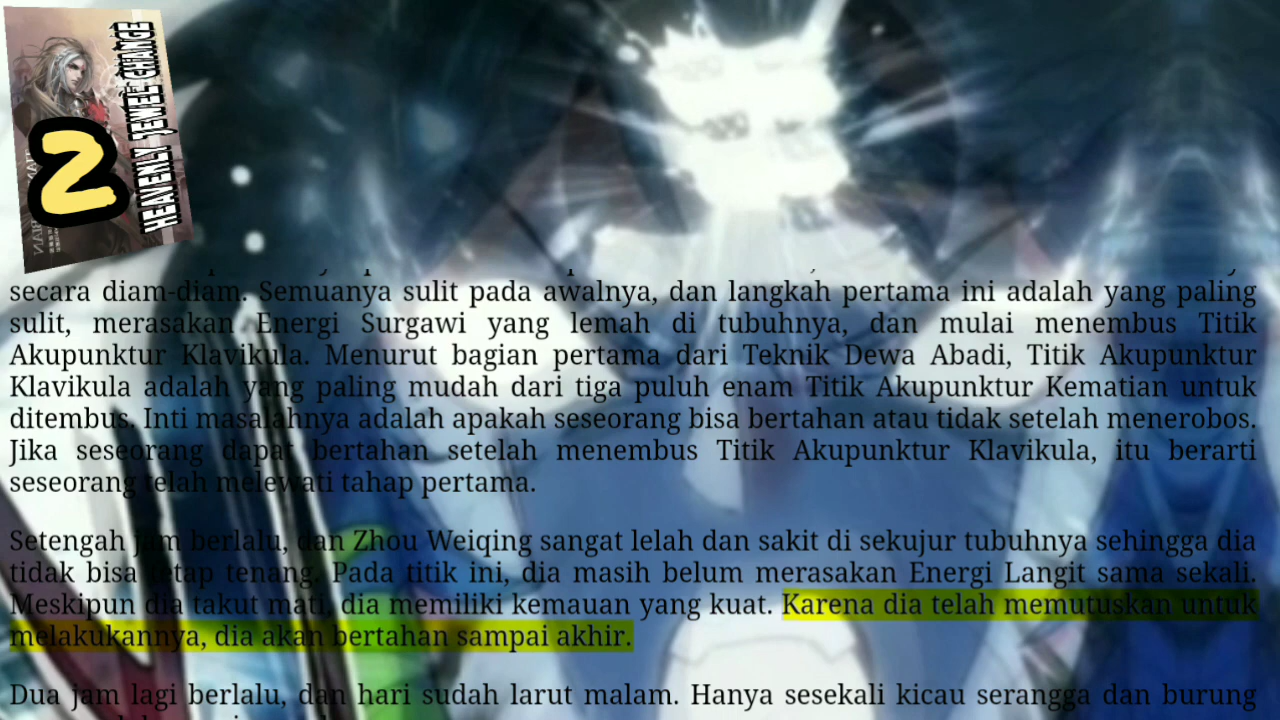 HEAVENLY JEWEL CHANGE
2
secara diam-diam. Semuanya sulit pada awalnya, dan langkah pertama ini adalah yang paling
sulit, merasakan Energi Surgawi yang lemah di tubuhnya, dan mulai menembus Titik
Akupunktur Klavikula. Menurut bagian pertama dari Teknik Dewa Abadi, Titik Akupunktur
Klavikula adalah yang paling mudah dari tiga puluh enam Titik Akupunktur Kematian untuk
ditembus. Inti masalahnya adalah apakah seseorang bisa bertahan atau tidak setelah menerobos.
Jika seseorang dapat bertahan setelah menembus Titik Akupunktur Klavikula, itu berarti
seseorang telah melewati tahap pertama.
Setengah jam berlalu, dan Zhou Weiqing sangat lelah dan sakit di sekujur tubuhnya sehingga dia
tidak bisa tetap tenang. Pada titik ini, dia masih belum merasakan Energi Langit sama sekali.
Meskipun dia takut mati, dia memiliki kemauan yang kuat. Karena dia telah memutuskan untuk
melakukannya, dia akan bertahan sampai akhir.
Dua jam lagi berlalu, dan hari sudah larut malam. Hanya sesekali kicau serangga dan burung